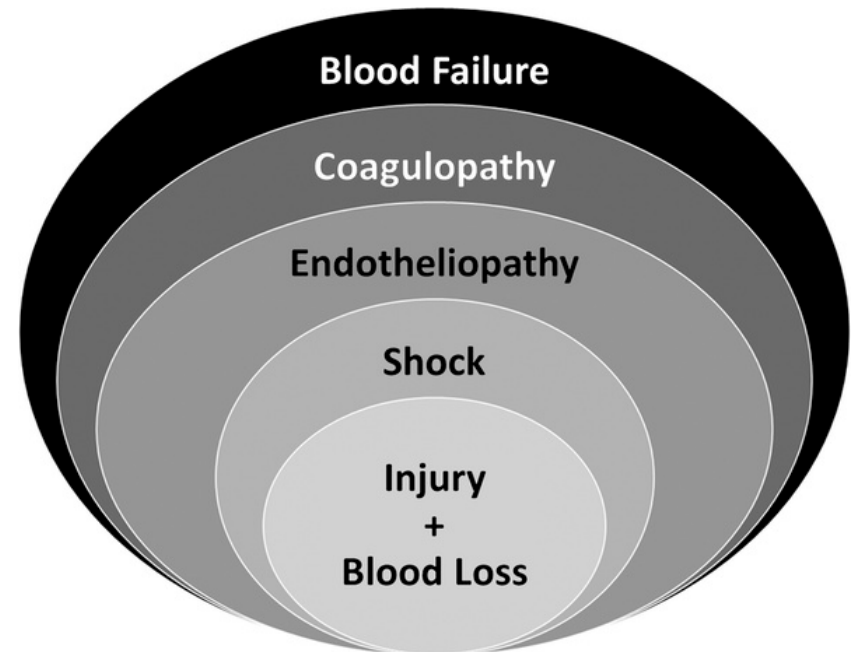 Blood Failure
Coagulopathy
Endotheliopathy
Shock
Injury
+
Blood Loss